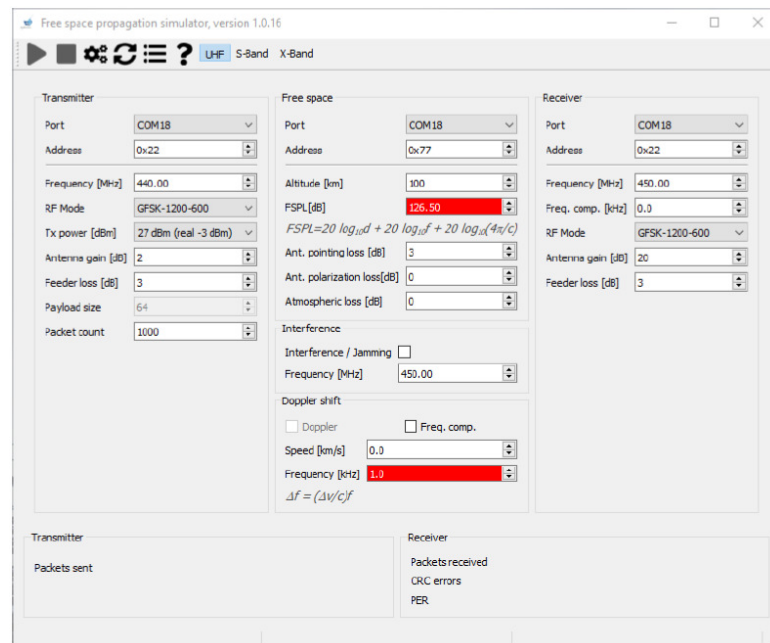 Free space propagation simulator, version 1.0.16
? UHF S-Band X-Band
Transmitter
Port COM18
Address 0x22
Frequency [MHz] 440.00
RF Mode GFSK-1200-600
Tx power [dBm] 27 dBm (real -3 dBm)
Antenna gain [dB] 2
Feeder loss [dB] 3
Payload size 64
Packet count 1000
Free space
Port COM18
Address 0x77
Altitude [km] 100
FSPL[dB] 126.50
FSPL=20 log₁₀d + 20 log₁₀f + 20 log₁₀(4π/c)
Ant. pointing loss [dB] 3
Ant. polarization loss[dB] 0
Atmospheric loss [dB] 0
Interference
Interference / Jamming
Frequency [MHz] 450.00
Doppler shift
Doppler Freq. comp.
Speed [km/s] 0.0
Frequency [kHz] 1.0
Δf = (Δv/c)f
Receiver
Port COM18
Address 0x22
Frequency [MHz] 450.00
Freq. comp. [kHz] 0.0
RF Mode GFSK-1200-600
Antenna gain [dB] 20
Feeder loss [dB] 3
Transmitter
Packets sent
Receiver
Packets received
CRC errors
PER